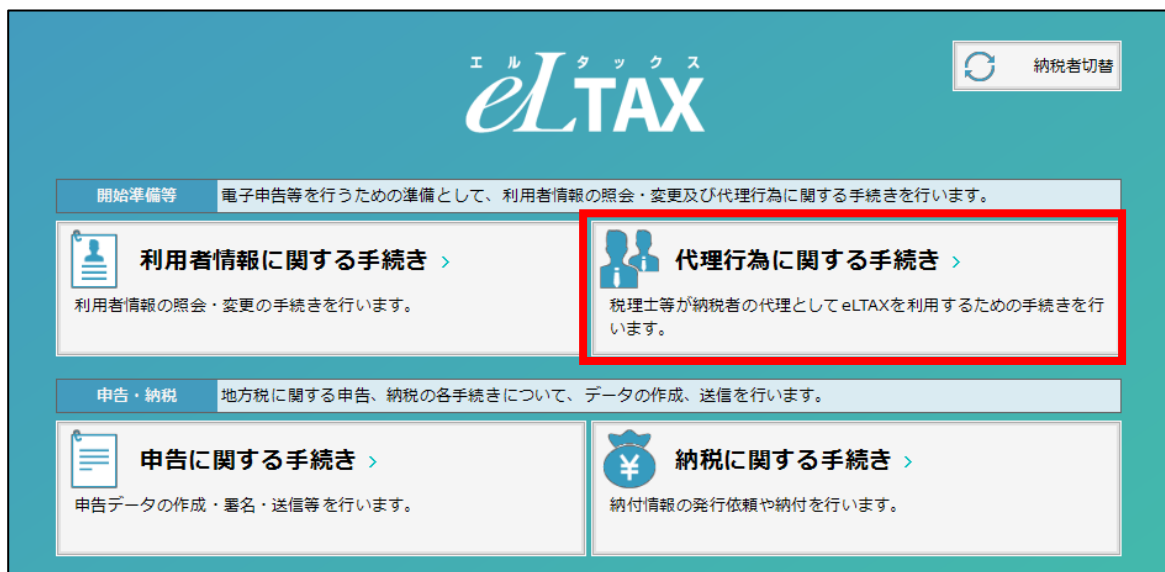 エルタックス
eLTAX
納税者切替
開始準備等 電子申告等を行うための準備として、利用者情報の照会・変更及び代理行為に関する手続きを行います。
利用者情報に関する手続き >
利用者情報の照会・変更の手続きを行います。
代理行為に関する手続き >
税理士等が納税者の代理としてeLTAXを利用するための手続きを行
います。
申告・納税 地方税に関する申告、納税の各手続きについて、データの作成、送信を行います。
申告に関する手続き >
申告データの作成・署名・送信等を行います。
納税に関する手続き >
納付情報の発行依頼や納付を行います。